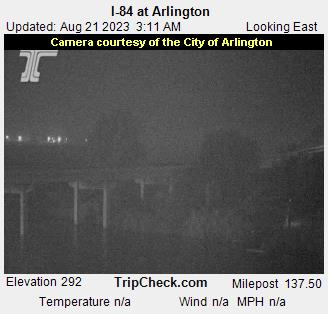 I-84 at Arlington
Updated: Aug 21 2023 3:11 AM Looking East
Camera courtesy of the City of Arlington
Elevation 292 TripCheck.com Milepost 137.50
Temperature n/a Wind n/a MPH n/a